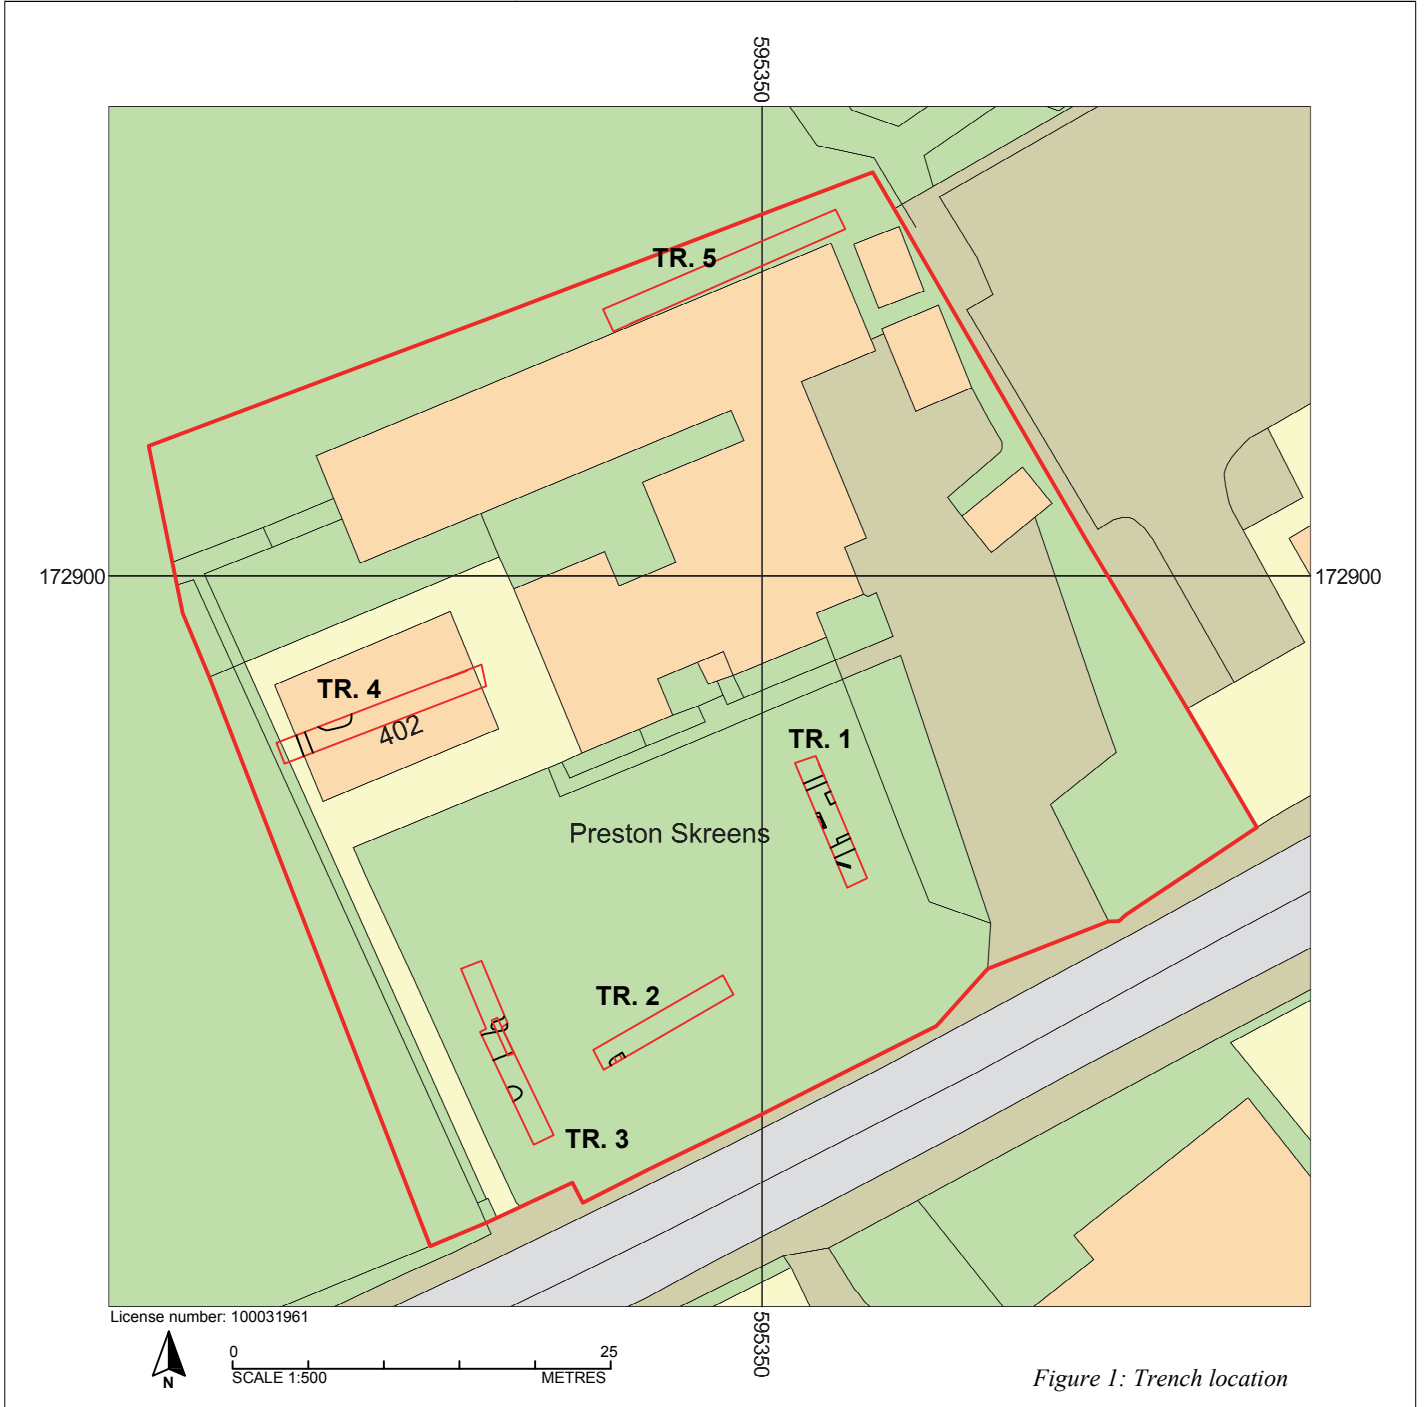 595350
TR. 5
172900
172900
TR. 4
402
TR. 1
Preston Skreens
TR. 2
TR. 3
License number: 100031961
595350
N
0 25
SCALE 1:500 METRES
Figure 1: Trench location